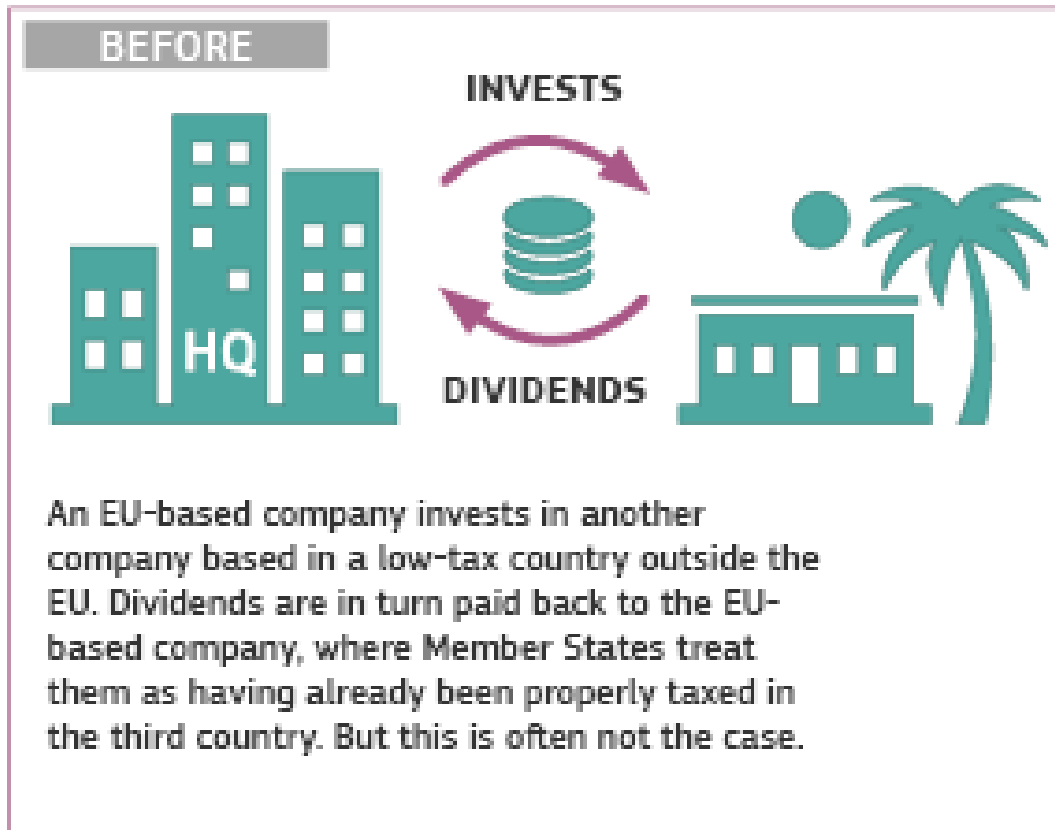 BEFORE
INVESTS
HQ
DIVIDENDS
An EU-based company invests in another
company based in a low-tax country outside the
EU. Dividends are in turn paid back to the EU-
based company, where Member States treat
them as having already been properly taxed in
the third country. But this is often not the case.